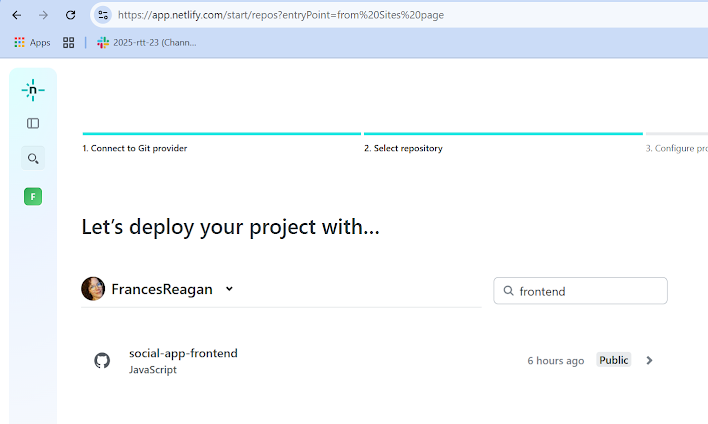 https://app.netlify.com/start/repos?entryPoint=from%20Sites%20page
Apps
2025-rtt-23 (Chann...
n
1. Connect to Git provider
2. Select repository
3. Configure pro
F
Let's deploy your project with...
FrancesReagan
frontend
social-app-frontend
6 hours ago
Public
JavaScript